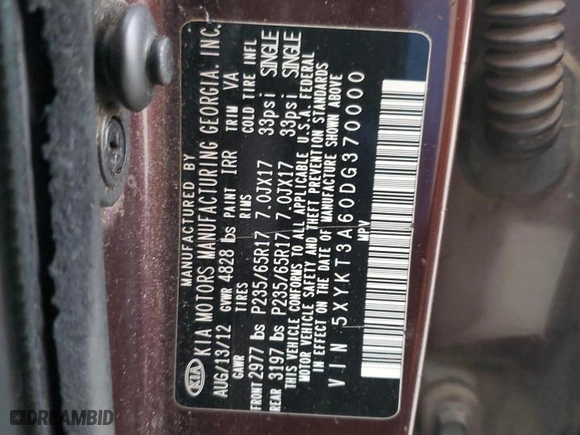 MANUFACTURED BY
KIA KIA MOTORS MANUFACTURING GEORGIA. INC.
AUG/13/12 GVWR 4828 lbs PAINT IRR TRIM VA
GAWR TIRES RIMS COLD TIRE INFL
FRONT 2977 lbs P235/65R17 7.0JX17 33psi SINGLE
REAR 3197 lbs P235/65R17 7.0JX17 33psi SINGLE
THIS VEHICLE CONFORMS TO ALL APPLICABLE U.S.A. FEDERAL
MOTOR VEHICLE SAFETY AND THEFT PREVENTION STANDARDS
IN EFFECT ON THE DATE OF MANUFACTURE SHOWN ABOVE
VIN 5XYKT3A60DG370000
MPV
DREAMBID